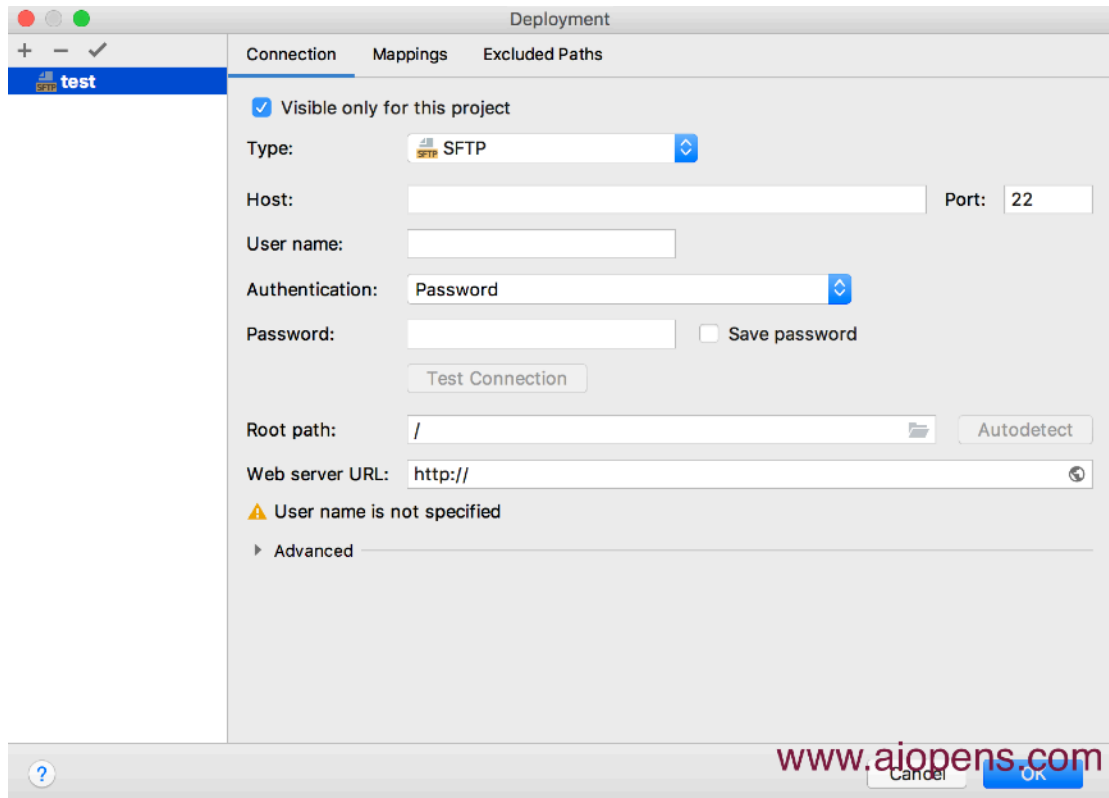 Deployment
test
Connection Mappings Excluded Paths
Visible only for this project
Type: SFTP SFTP
Host: Port: 22
User name:
Authentication: Password
Password: Save password
Test Connection
Root path: / Autodetect
Web server URL: http://
User name is not specified
Advanced
www.aiopens.com
? Cancel OK